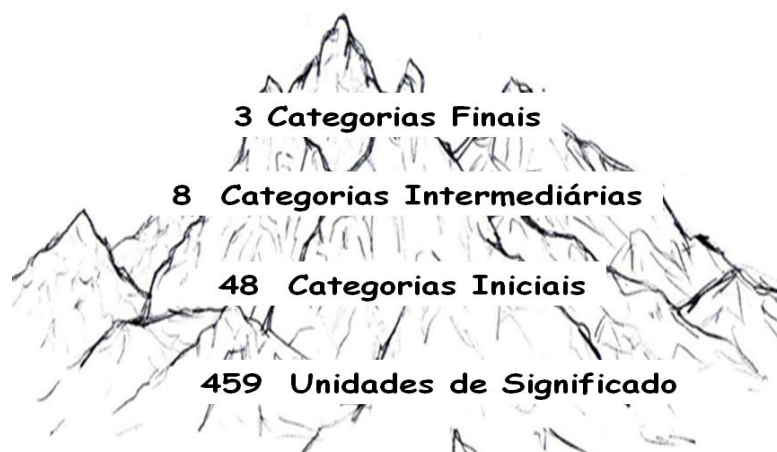 3 Categorias Finais
8 Categorias Intermediárias
48 Categorias Iniciais
459 Unidades de Significado